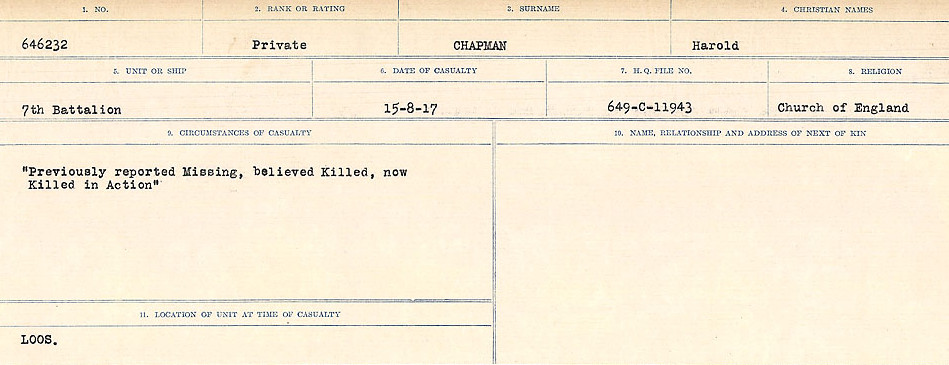 1. NO.
2. RANK OR RATING
3. SURNAME
4. CHRISTIAN NAMES
646232
Private
CHAPMAN
Harold
5. UNIT OR SHIP
6. DATE OF CASUALTY
7. H.Q. FILE NO.
8. RELIGION
7th Battalion
15-8-17
649-C-11943
Church of England
9. CIRCUMSTANCES OF CASUALTY
10. NAME, RELATIONSHIP AND ADDRESS OF NEXT OF KIN
"Previously reported Missing, believed Killed, now
Killed in Action"
11. LOCATION OF UNIT AT TIME OF CASUALTY
LOOS.